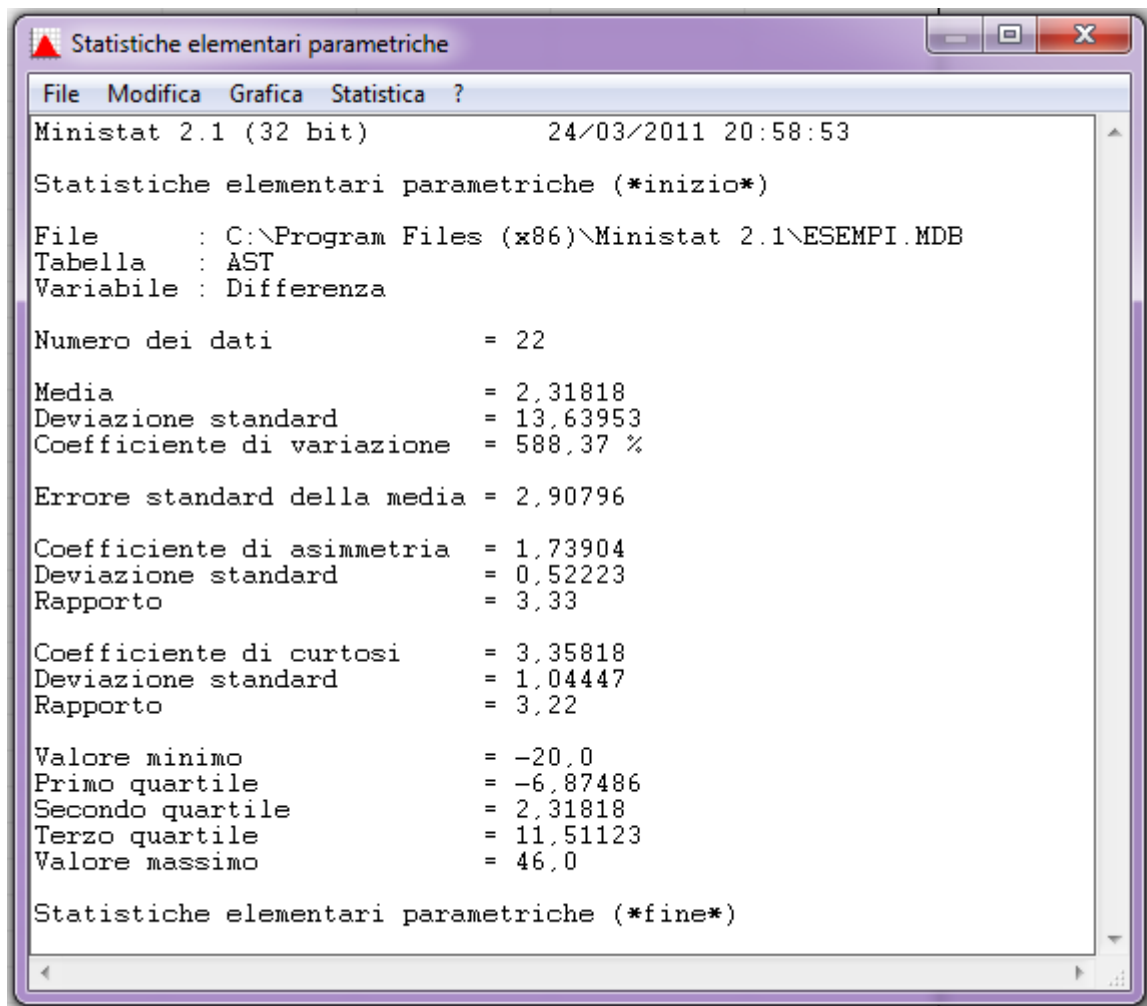 Statistiche elementari parametriche
File Modifica Grafica Statistica ?
Ministat 2.1 (32 bit) 24/03/2011 20:58:53
Statistiche elementari parametriche (*inizio*)
File : C:\Program Files (x86)\Ministat 2.1\ESEMPI.MDB
Tabella : AST
Variabile : Differenza
Numero dei dati = 22
Media = 2,31818
Deviazione standard = 13,63953
Coefficiente di variazione = 588,37 %
Errore standard della media = 2,90796
Coefficiente di asimmetria = 1,73904
Deviazione standard = 0,52223
Rapporto = 3,33
Coefficiente di curtosi = 3,35818
Deviazione standard = 1,04447
Rapporto = 3,22
Valore minimo = -20,0
Primo quartile = -6,87486
Secondo quartile = 2,31818
Terzo quartile = 11,51123
Valore massimo = 46,0
Statistiche elementari parametriche (*fine*)